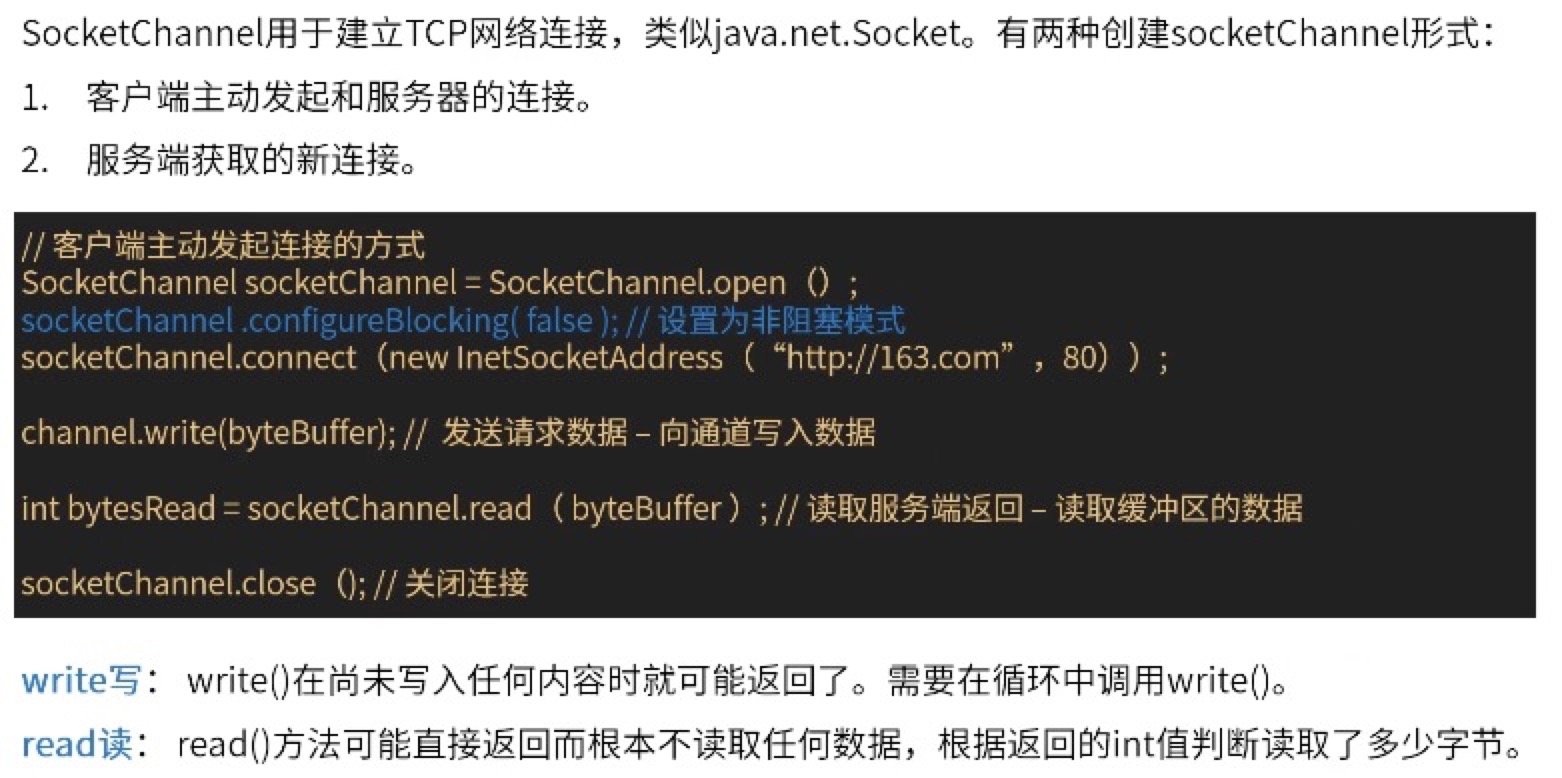 SocketChannel用于建立TCP网络连接，类似java.net.Socket。有两种创建socketChannel形式：
1. 客户端主动发起和服务器的连接。
2. 服务端获取的新连接。
// 客户端主动发起连接的方式
SocketChannel socketChannel = SocketChannel.open（）;
socketChannel .configureBlocking( false ); // 设置为非阻塞模式
socketChannel.connect（new InetSocketAddress（“http://163.com”，80））;
channel.write(byteBuffer); // 发送请求数据 – 向通道写入数据
int bytesRead = socketChannel.read（ byteBuffer ）; // 读取服务端返回 – 读取缓冲区的数据
socketChannel.close（); // 关闭连接
write写： write()在尚未写入任何内容时就可能返回了。需要在循环中调用write()。
read读： read()方法可能直接返回而根本不读取任何数据，根据返回的int值判断读取了多少字节。